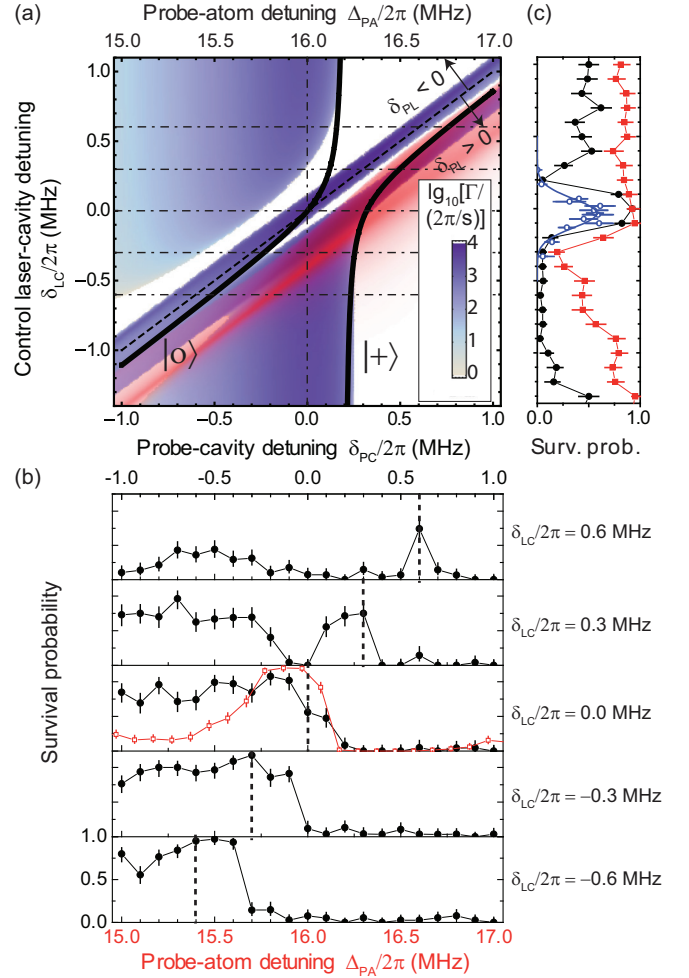 (a)
Probe-atom detuning Δ_PA/2π (MHz)
15.0 15.5 16.0 16.5 17.0
(c)
Control laser-cavity detuning
δ_LC/2π (MHz)
1.0
0.5
0.0
−0.5
−1.0
δ_PL < 0
δ_PL > 0
lg₁₀[Γ/
(2π/s)]
4
3
2
1
0
|o⟩
|+⟩
−1.0 −0.5 0.0 0.5 1.0
Probe-cavity detuning δ_PC/2π (MHz)
0.0 1.0
Surv. prob.
(b)
-1.0 -0.5 0.0 0.5 1.0
Survival probability
δ_LC/2π = 0.6 MHz
δ_LC/2π = 0.3 MHz
δ_LC/2π = 0.0 MHz
δ_LC/2π = −0.3 MHz
δ_LC/2π = −0.6 MHz
1.0
0.5
0.0
15.0 15.5 16.0 16.5 17.0
Probe-atom detuning Δ_PA/2π (MHz)